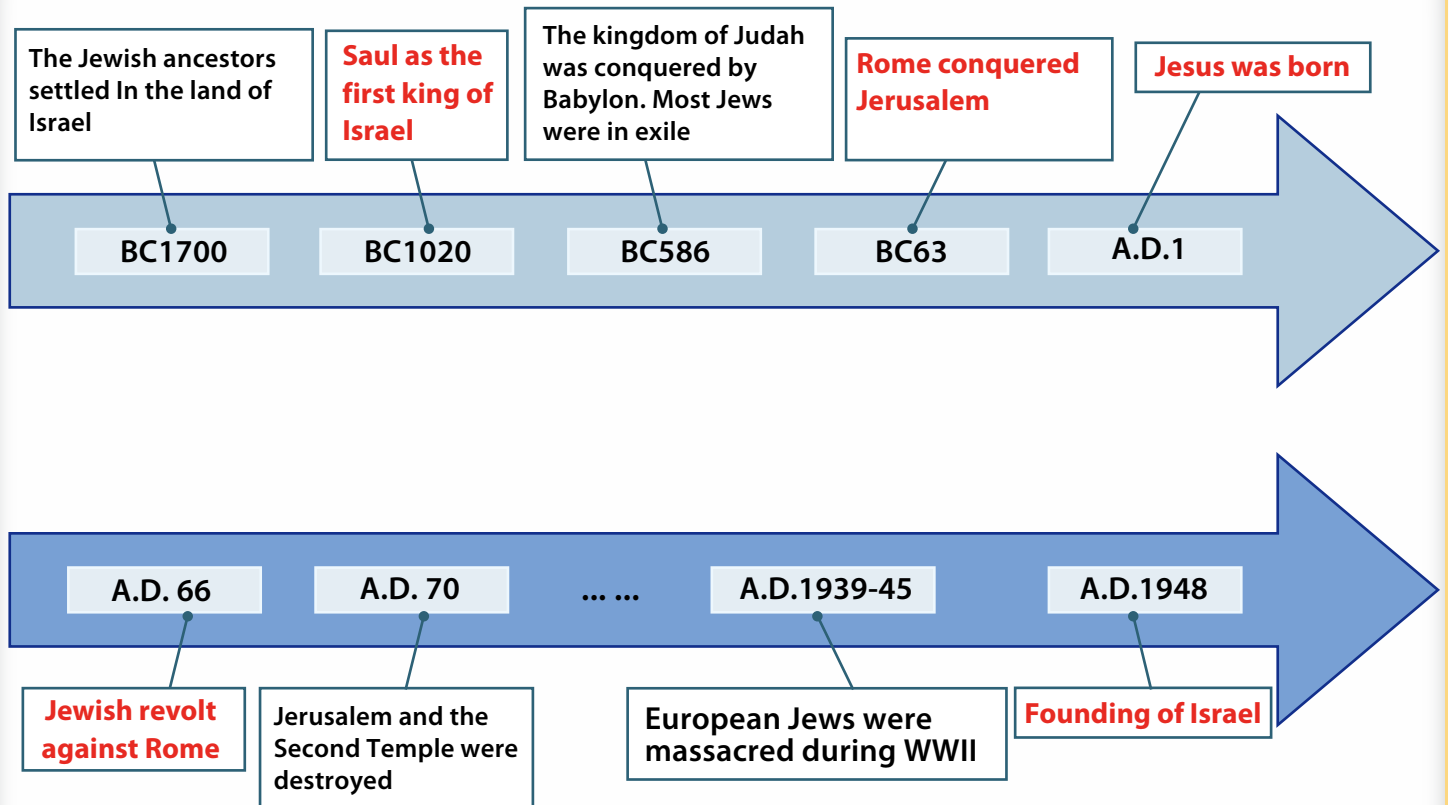 The Jewish ancestors
settled In the land of
Israel
Saul as the
first king of
Israel
The kingdom of Judah
was conquered by
Babylon. Most Jews
were in exile
Rome conquered
Jerusalem
Jesus was born
BC1700
BC1020
BC586
BC63
A.D.1
A.D. 66
A.D. 70
... ...
A.D.1939-45
A.D.1948
Jewish revolt
against Rome
Jerusalem and the
Second Temple were
destroyed
European Jews were
massacred during WWII
Founding of Israel